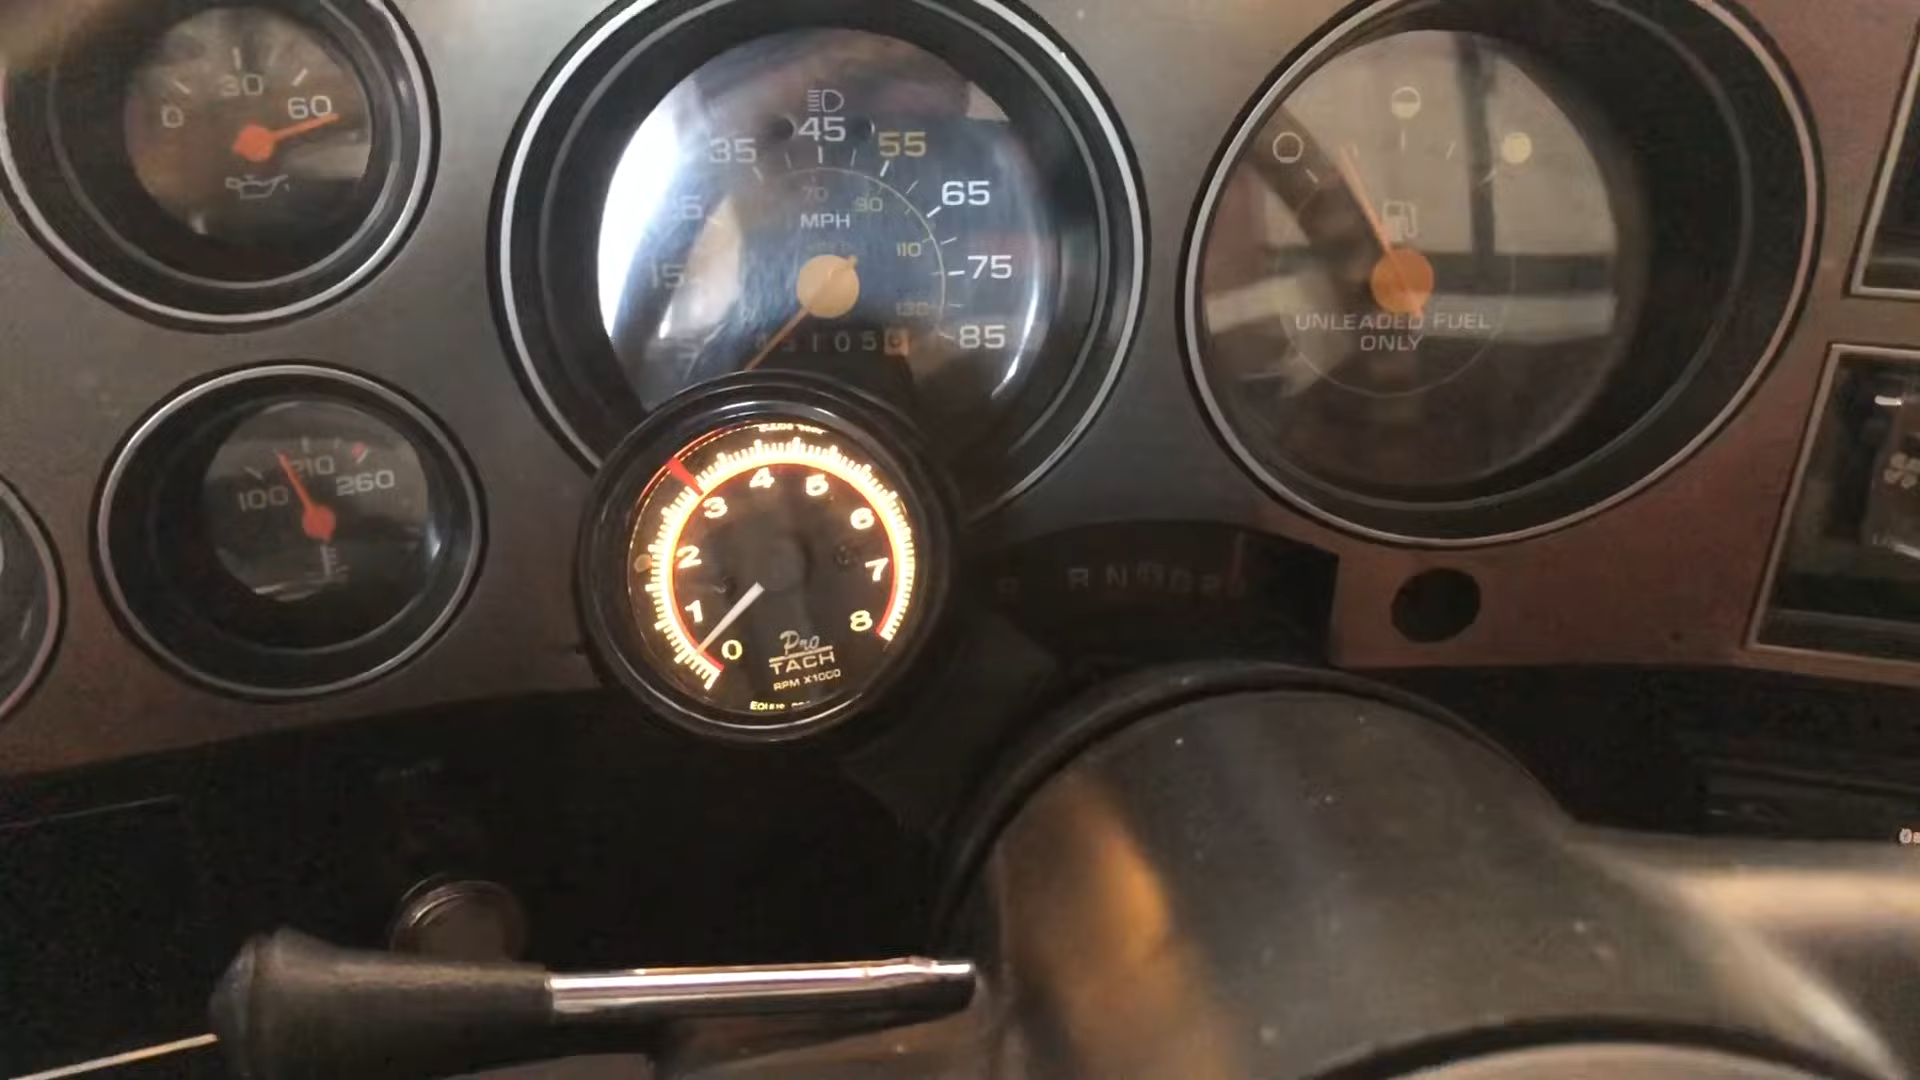 0 30 60
35 45 55
65
70 90
MPH
110
15 75
130
85
UNLEADED FUEL
ONLY
100 210 260
0 1 2 3 4 5 6 7 8
Pro
TACH
RPM X1000
R N